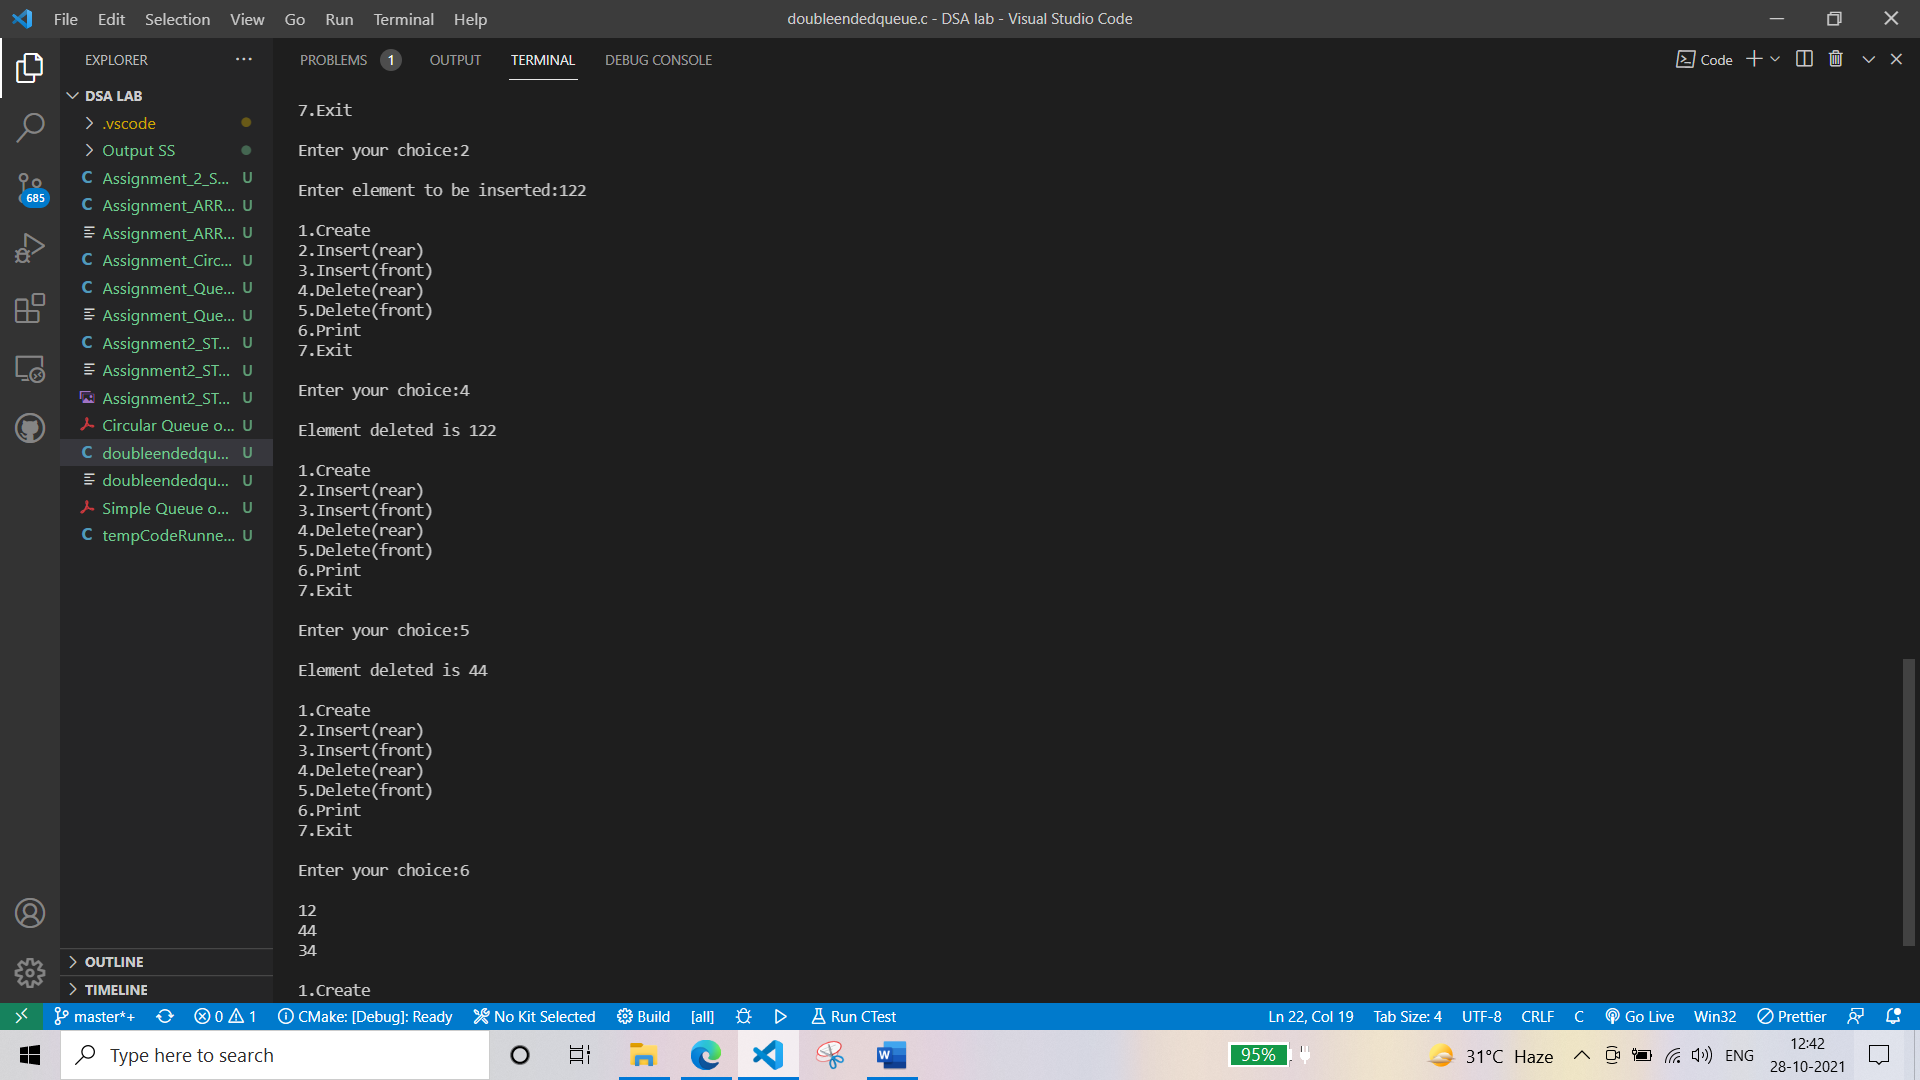 File Edit Selection View Go Run Terminal Help
doubleendedqueue.c - DSA lab - Visual Studio Code
EXPLORER ...
DSA LAB
.vscode
Output SS
Assignment_2_S... U
Assignment_ARR... U
Assignment_ARR... U
Assignment_Circ... U
Assignment_Que... U
Assignment_Que... U
Assignment2_ST... U
Assignment2_ST... U
Assignment2_ST... U
Circular Queue o... U
doubleendedqu... U
doubleendedqu... U
Simple Queue o... U
tempCodeRunne... U
685
OUTLINE
TIMELINE
PROBLEMS 1 OUTPUT TERMINAL DEBUG CONSOLE
Code
7.Exit
Enter your choice:2
Enter element to be inserted:122
1.Create
2.Insert(rear)
3.Insert(front)
4.Delete(rear)
5.Delete(front)
6.Print
7.Exit
Enter your choice:4
Element deleted is 122
1.Create
2.Insert(rear)
3.Insert(front)
4.Delete(rear)
5.Delete(front)
6.Print
7.Exit
Enter your choice:5
Element deleted is 44
1.Create
2.Insert(rear)
3.Insert(front)
4.Delete(rear)
5.Delete(front)
6.Print
7.Exit
Enter your choice:6
12
44
34
1.Create
master*+ 0 1 CMake: [Debug]: Ready No Kit Selected Build [all] Run CTest
Ln 22, Col 19 Tab Size: 4 UTF-8 CRLF C Go Live Win32 Prettier
Type here to search
W
95%
31°C Haze
ENG
12:42
28-10-2021